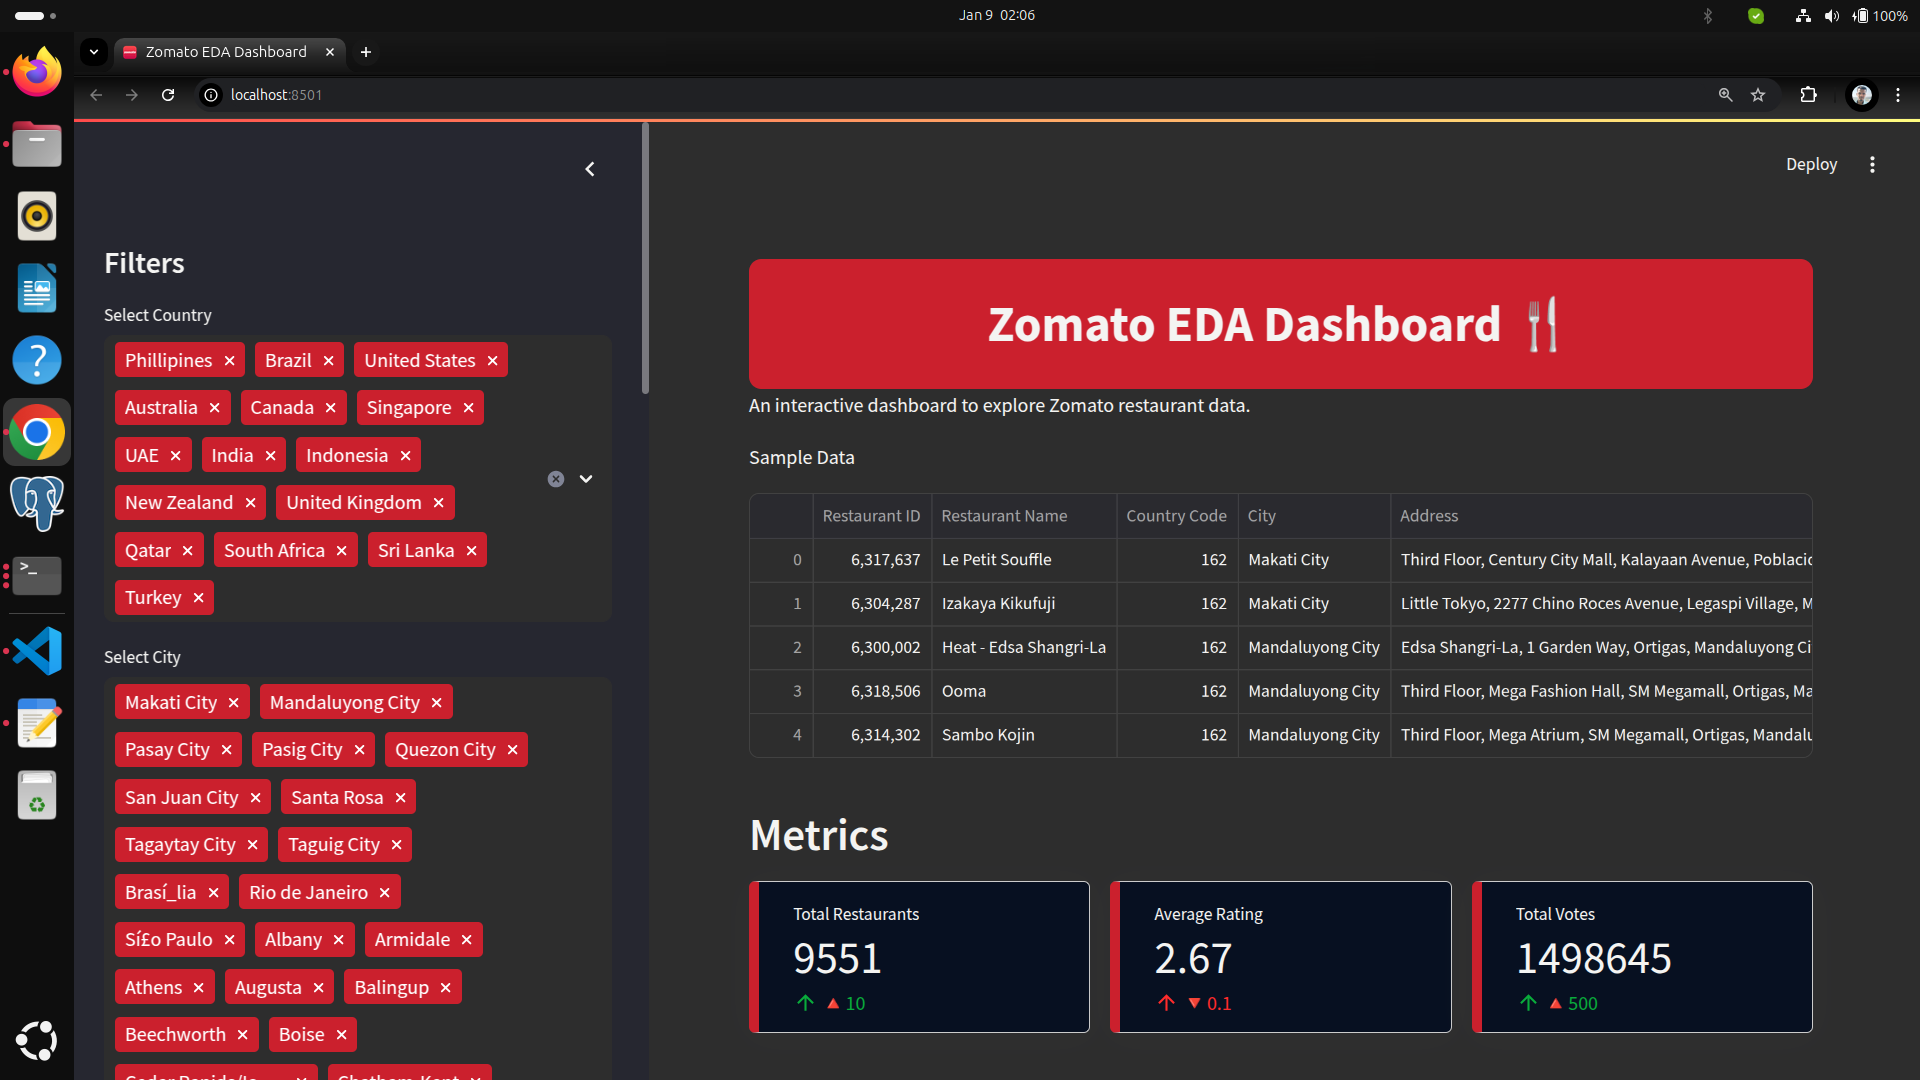 Jan 9 02:06
100%
Zomato EDA Dashboard
localhost:8501
Deploy
Filters
Select Country
Phillipines
Brazil
United States
Australia
Canada
Singapore
UAE
India
Indonesia
New Zealand
United Kingdom
Qatar
South Africa
Sri Lanka
Turkey
Select City
Makati City
Mandaluyong City
Pasay City
Pasig City
Quezon City
San Juan City
Santa Rosa
Tagaytay City
Taguig City
Brasí_lia
Rio de Janeiro
Sí£o Paulo
Albany
Armidale
Athens
Augusta
Balingup
Beechworth
Boise
Zomato EDA Dashboard
An interactive dashboard to explore Zomato restaurant data.
Sample Data
Restaurant ID Restaurant Name Country Code City Address
0 6,317,637 Le Petit Souffle 162 Makati City Third Floor, Century City Mall, Kalayaan Avenue, Poblacio
1 6,304,287 Izakaya Kikufuji 162 Makati City Little Tokyo, 2277 Chino Roces Avenue, Legaspi Village, M
2 6,300,002 Heat - Edsa Shangri-La 162 Mandaluyong City Edsa Shangri-La, 1 Garden Way, Ortigas, Mandaluyong Ci
3 6,318,506 Ooma 162 Mandaluyong City Third Floor, Mega Fashion Hall, SM Megamall, Ortigas, Ma
4 6,314,302 Sambo Kojin 162 Mandaluyong City Third Floor, Mega Atrium, SM Megamall, Ortigas, Mandalu
Metrics
Total Restaurants
9551
🔺 10
Average Rating
2.67
🔻 0.1
Total Votes
1498645
🔺 500